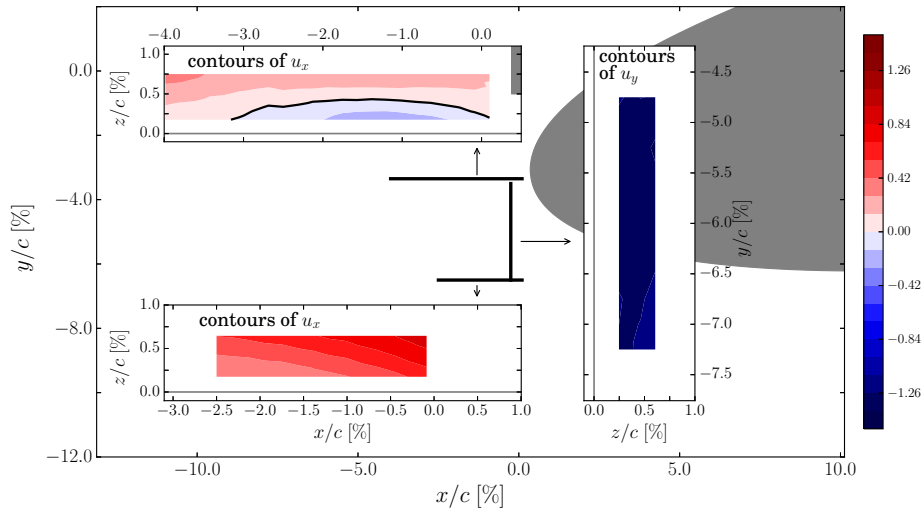 −4.0 −3.0 −2.0 −1.0 0.0
contours of u_x
z/c [%]
1.0
0.5
0.0
contours
of u_y
−4.5
−5.0
−5.5
−6.0
−6.5
−7.0
−7.5
y/c [%]
0.0 0.5 1.0
z/c [%]
contours of u_x
z/c [%]
1.0
0.5
0.0
−3.0 −2.5 −2.0 −1.5 −1.0 −0.5 0.0 0.5 1.0
x/c [%]
0.0
−4.0
−8.0
−12.0
y/c [%]
−10.0 −5.0 0.0 5.0 10.0
x/c [%]
1.26
0.84
0.42
0.00
−0.42
−0.84
−1.26